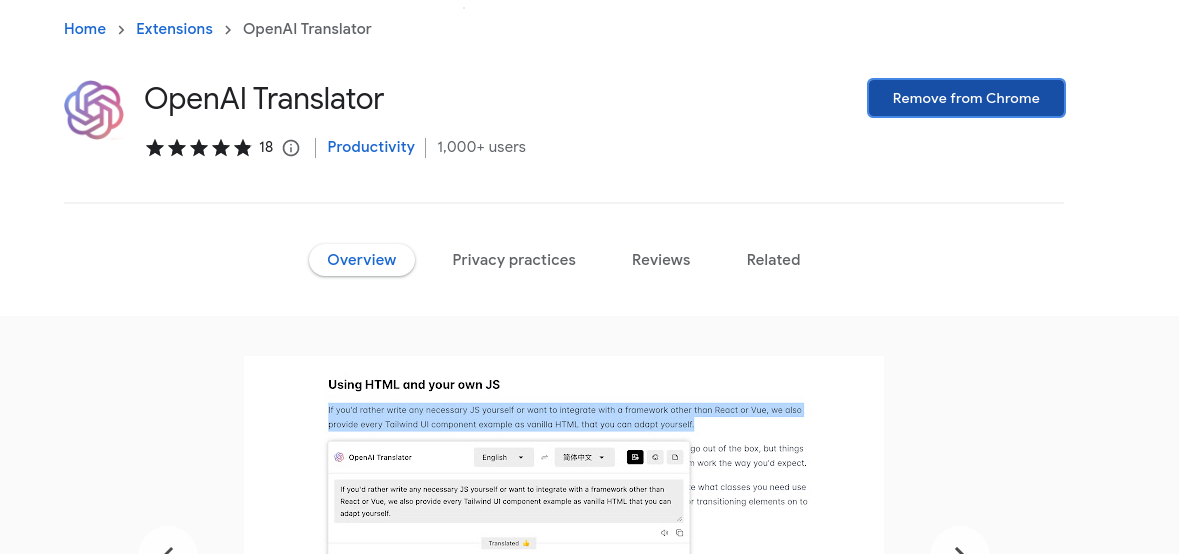 Home > Extensions > OpenAI Translator
OpenAI Translator
Remove from Chrome
18
Productivity
1,000+ users
Overview
Privacy practices
Reviews
Related
Using HTML and your own JS
If you'd rather write any necessary JS yourself or want to integrate with a framework other than React or Vue, we also
provide every Tailwind UI component example as vanilla HTML that you can adapt yourself.
go out of the box, but things
work the way you'd expect.
OpenAI Translator
English
简体中文
If you'd rather write any necessary JS yourself or want to integrate with a framework other than
React or Vue, we also provide every Tailwind UI component example as vanilla HTML that you can
adapt yourself.
what classes you need use
or transitioning elements on to
Translated 👍